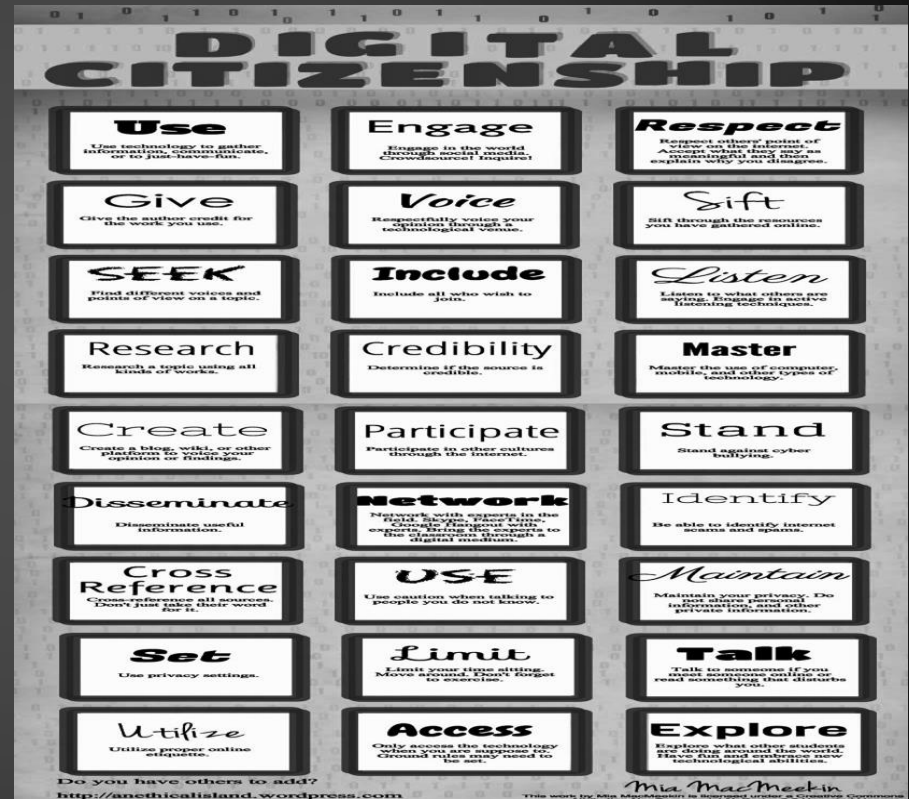 DIGITAL
CITIZENSHIP
Use
Use technology to gather
information, communicate,
or to just-have-fun.
Engage
Engage in the world
through social media.
Crowdsource! Inquire!
Respect
Respect others' point of
view on the internet.
Accept what they say as
meaningful and then
explain why you disagree.
Give
Give the author credit for
the work you use.
Voice
Respectfully voice your
opinion through a
technological venue.
Sift
Sift through the resources
you have gathered online.
SEEK
Find different voices and
points of view on a topic.
Include
Include all who wish to
join.
Listen
Listen to what others are
saying. Engage in active
listening techniques.
Research
Research a topic using all
kinds of works.
Credibility
Determine if the source is
credible.
Master
Master the use of computer,
mobile, and other types of
technology.
Create
Create a blog, wiki, or other
platform to voice your
opinion or findings.
Participate
Participate in other cultures
through the internet.
Stand
Stand against cyber
bullying.
Disseminate
Disseminate useful
information.
Network
Network with experts in the
field. Skype, FaceTime,
Google Hangout with
experts. Bring the experts to
the classroom through a
digital medium.
Identify
Be able to identify internet
scams and spams.
Cross
Reference
Cross-reference all sources.
Don't just take their word
for it.
USE
Use caution when talking to
people you do not know.
Maintain
Maintain your privacy. Do
not share personal
information, and other
private information.
Set
Use privacy settings.
Limit
Limit your time sitting.
Move around. Don't forget
to exercise.
Talk
Talk to someone if you
meet someone online or
read something that disturbs
you.
Utilize
Utilize proper online
etiquette.
Access
Only access the technology
when you are suppose to.
Ground rules may need to
be set.
Explore
Explore what other students
are doing around the world.
Have fun and embrace new
technological abilities.
Do you have others to add?
http://anethicalisland.wordpress.com
Mia MacMeekin
This work by Mia MacMeekin is licensed under a Creative Commons